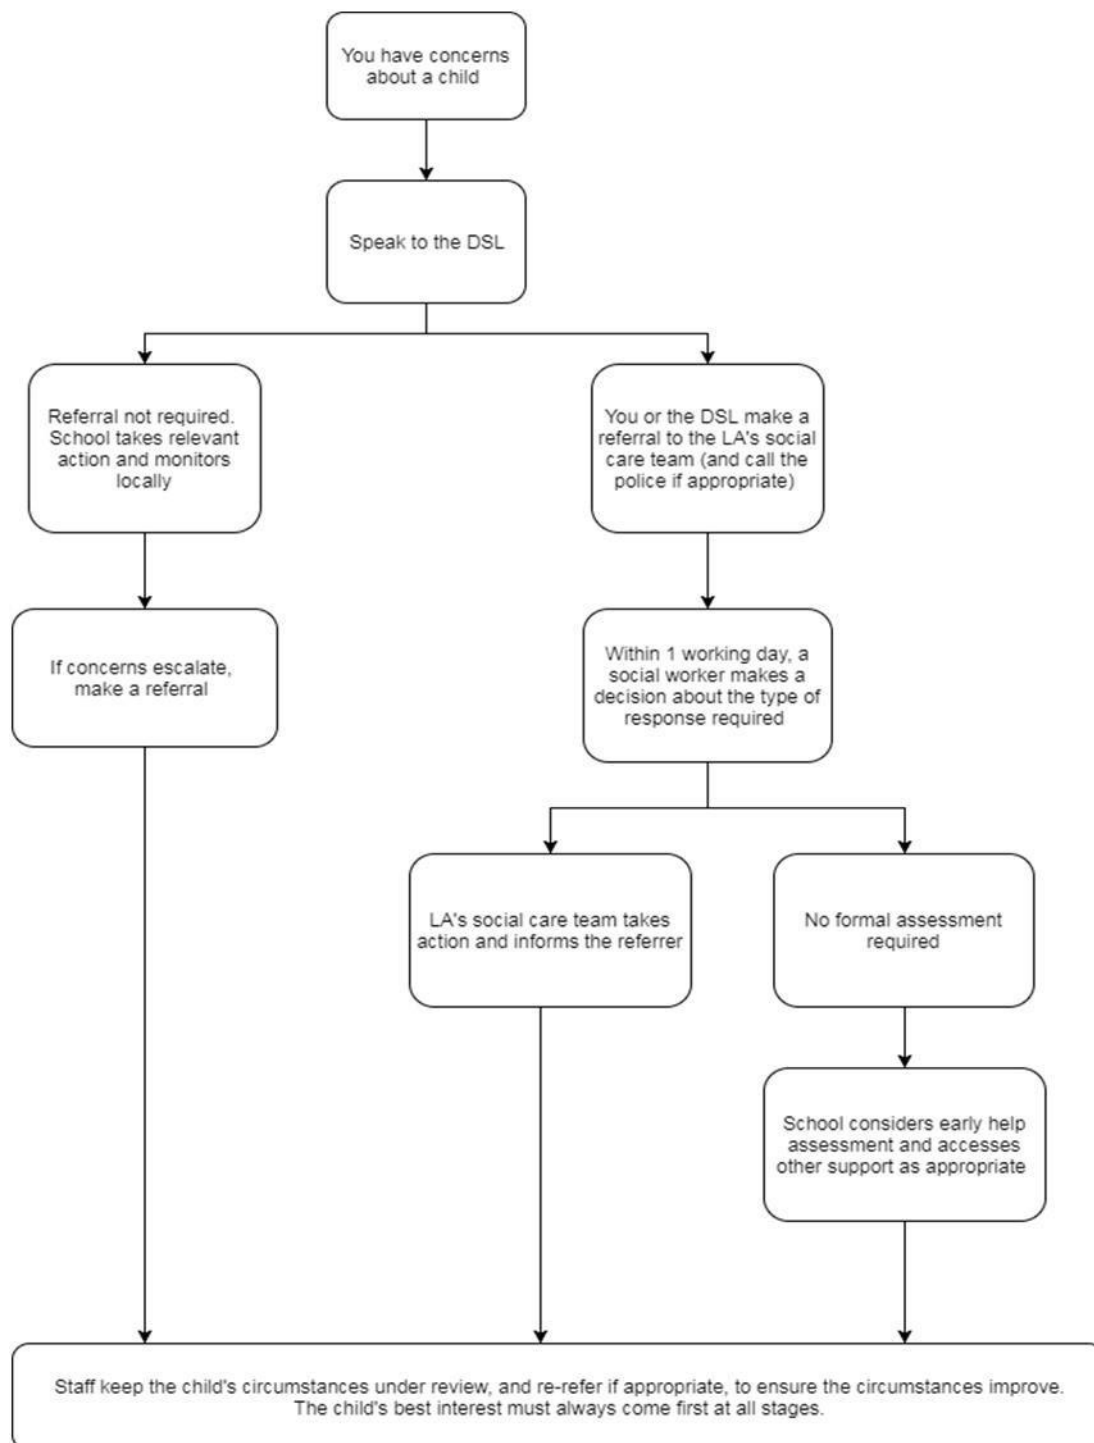 You have concerns
about a child
Speak to the DSL
Referral not required.
School takes relevant
action and monitors
locally
You or the DSL make a
referral to the LA's social
care team (and call the
police if appropriate)
If concerns escalate,
make a referral
Within 1 working day, a
social worker makes a
decision about the type of
response required
LA's social care team takes
action and informs the referrer
No formal assessment
required
School considers early help
assessment and accesses
other support as appropriate
Staff keep the child's circumstances under review, and re-refer if appropriate, to ensure the circumstances improve.
The child's best interest must always come first at all stages.